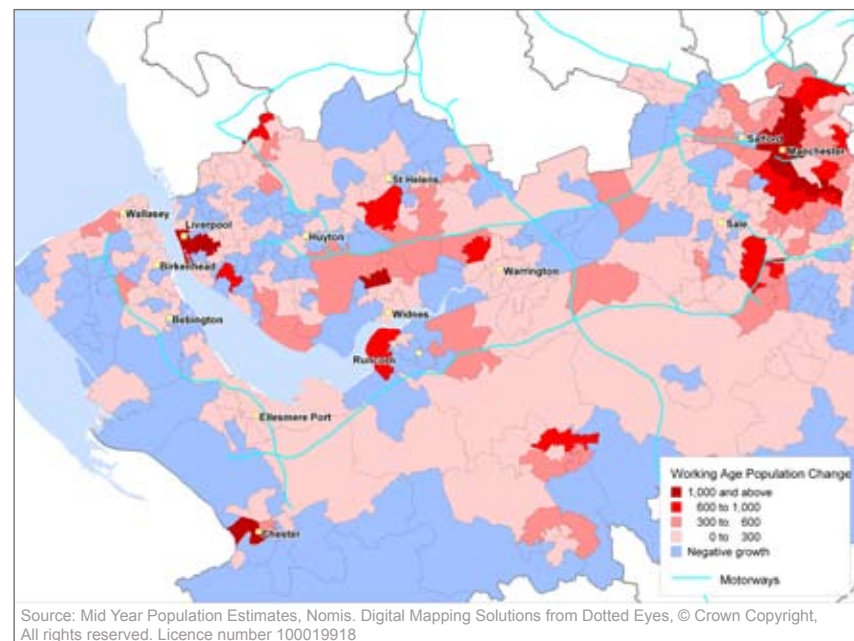 St Helens
Salford
Manchester
Wallasey
Liverpool
Huyton
Sale
Birkenhead
Warrington
Bebington
Widnes
Runcorn
Ellesmere Port
Chester
Working Age Population Change
1,000 and above
600 to 1,000
300 to 600
0 to 300
Negative growth
Motorways
Source: Mid Year Population Estimates, Nomis. Digital Mapping Solutions from Dotted Eyes, © Crown Copyright,
All rights reserved. Licence number 100019918